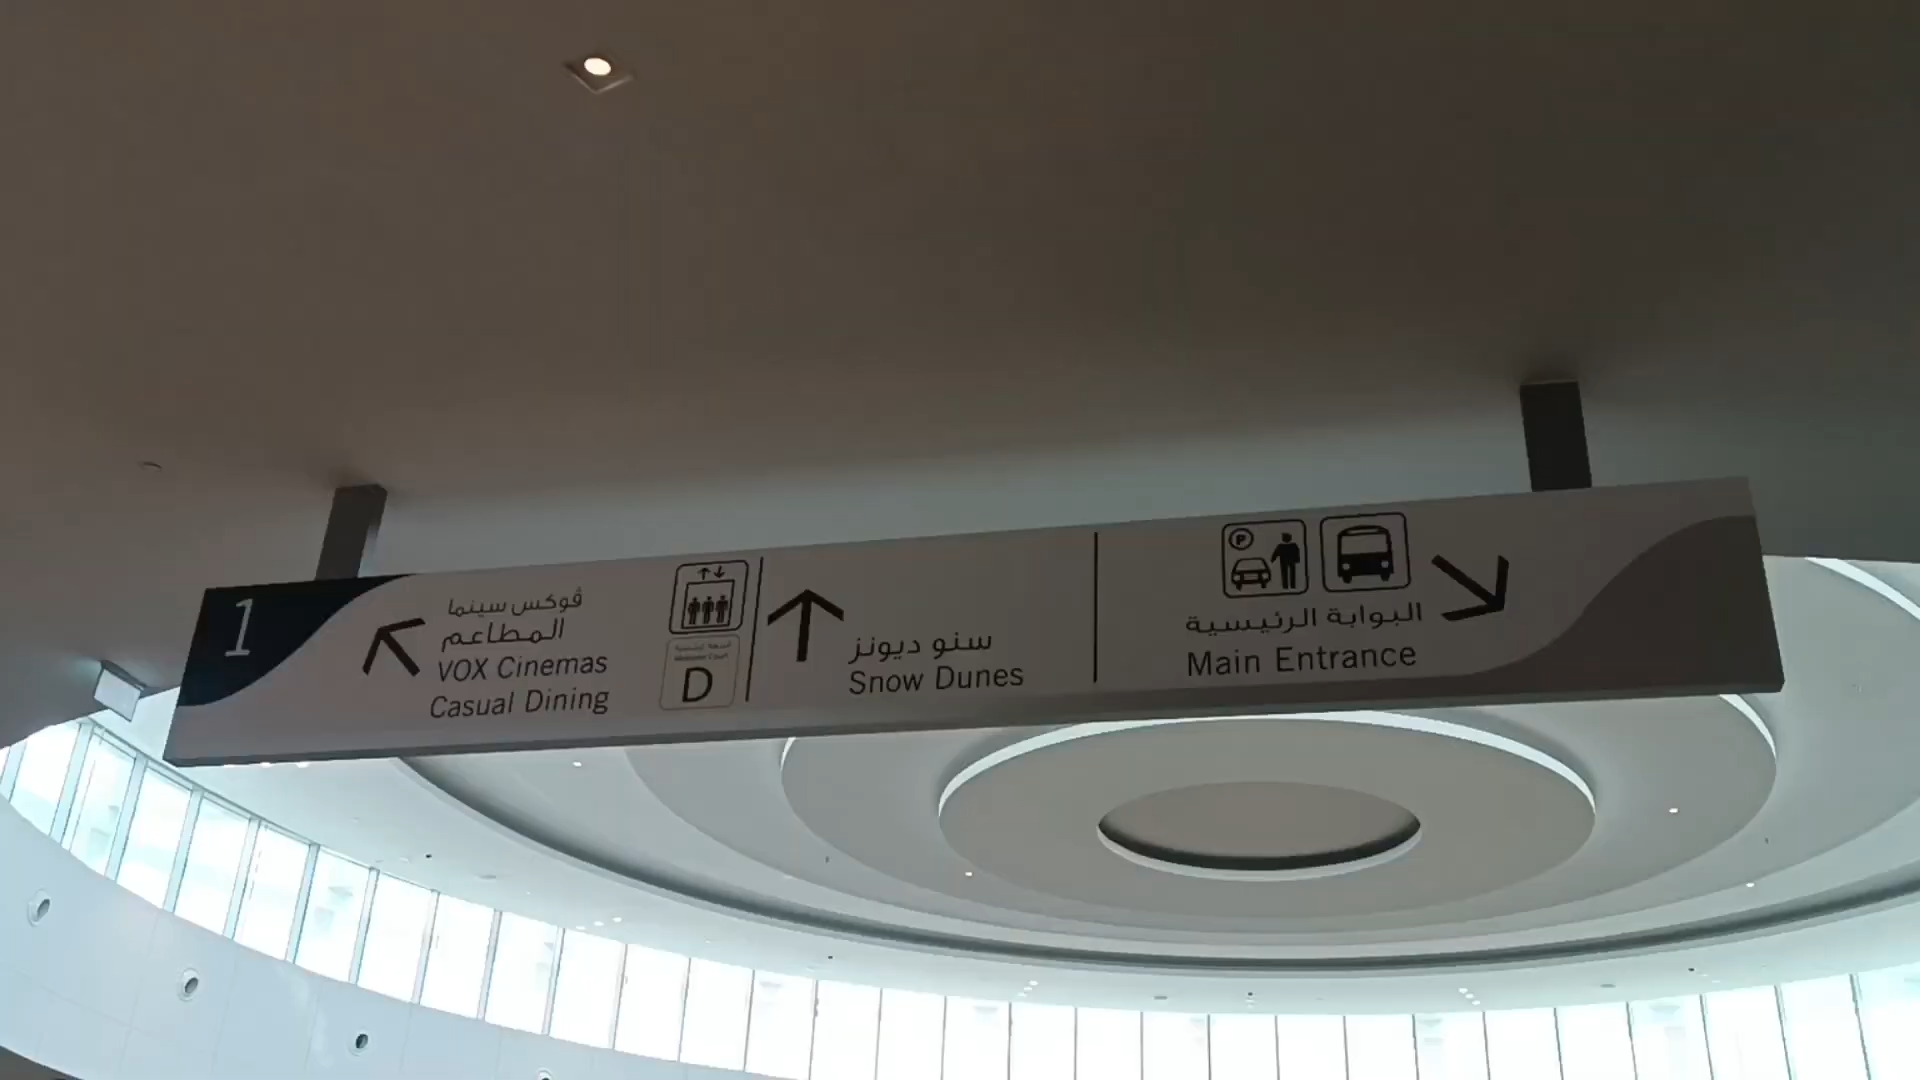 1
ڤوكس سينما
المطاعم
VOX Cinemas
Casual Dining
D
سنو ديونز
Snow Dunes
P
البوابة الرئيسية
Main Entrance